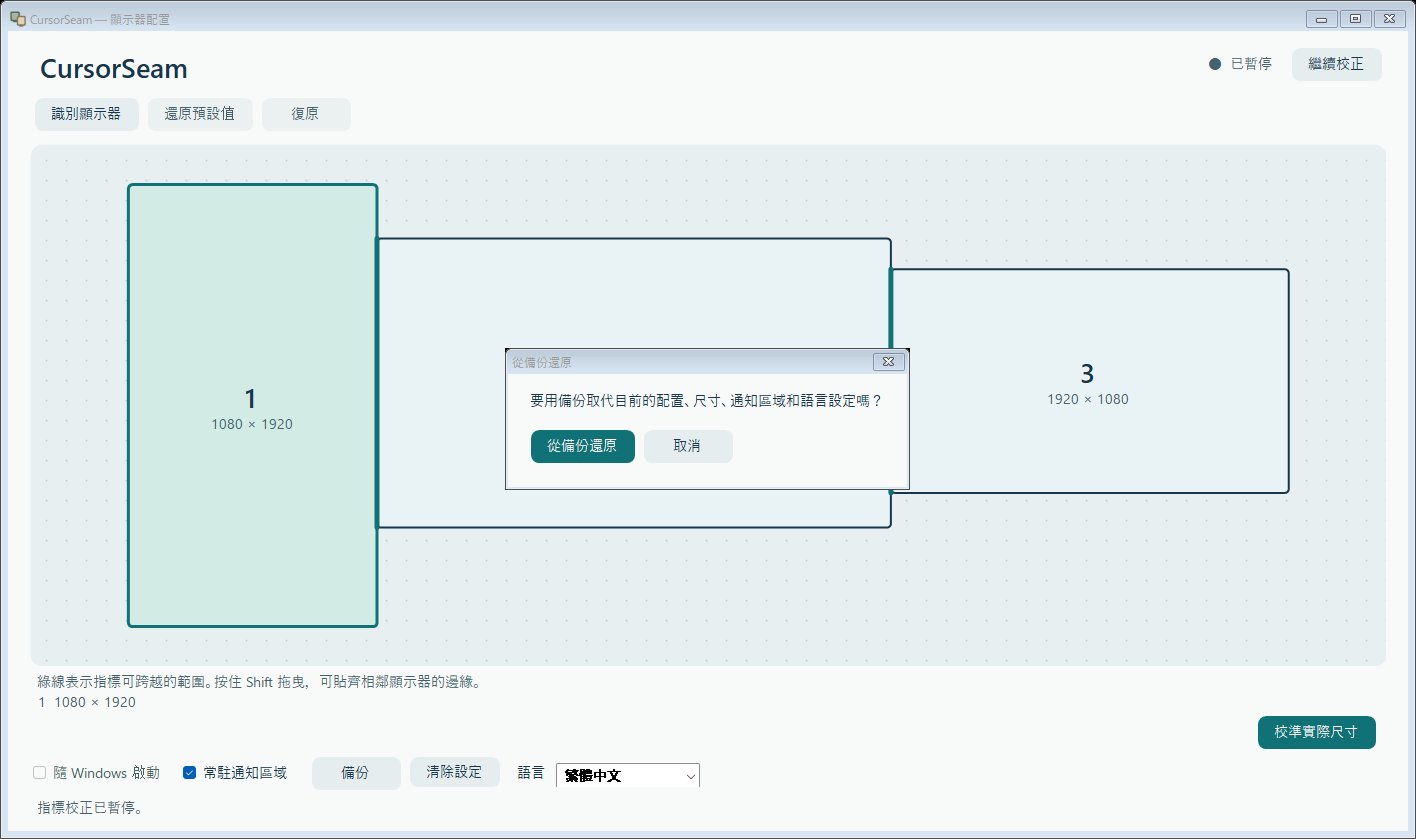 CursorSeam — 顯示器配置
CursorSeam
已暫停
繼續校正
識別顯示器
還原預設值
復原
1
1080 × 1920
3
1920 × 1080
從備份還原
要用備份取代目前的配置、尺寸、通知區域和語言設定嗎？
從備份還原
取消
綠線表示指標可跨越的範圍。按住 Shift 拖曳，可貼齊相鄰顯示器的邊緣。
1 1080 × 1920
校準實際尺寸
隨 Windows 啟動
常駐通知區域
備份
清除設定
語言
繁體中文
指標校正已暫停。